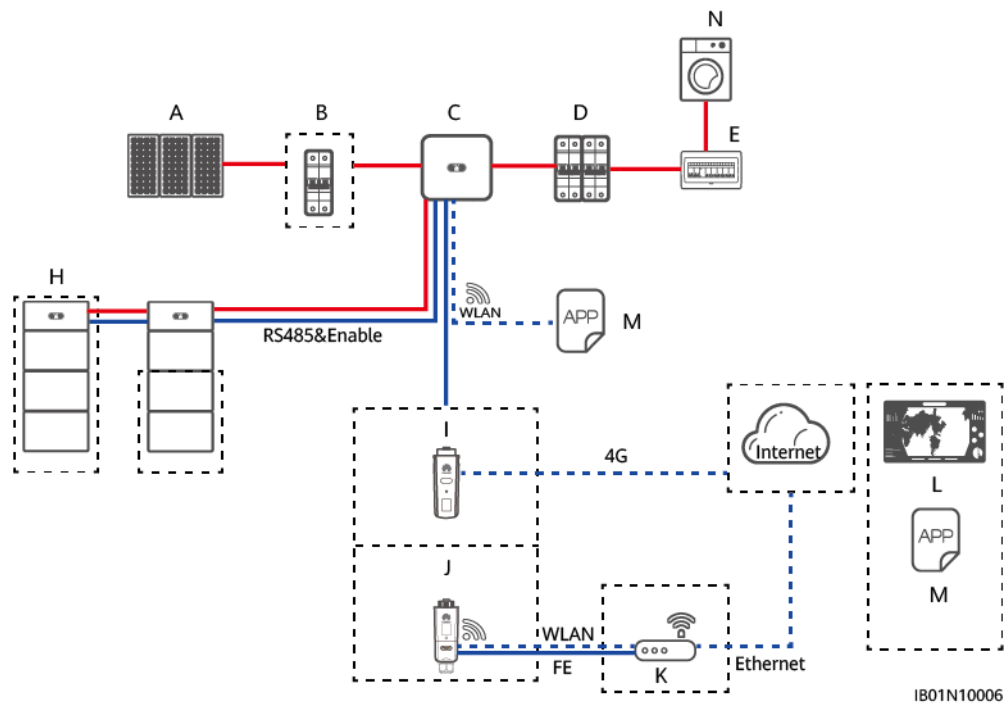 N
A
B
C
D
E
H
WLAN
APP
M
RS485&Enable
I
4G
Internet
L
APP
M
J
WLAN
FE
K
Ethernet
IB01N10006